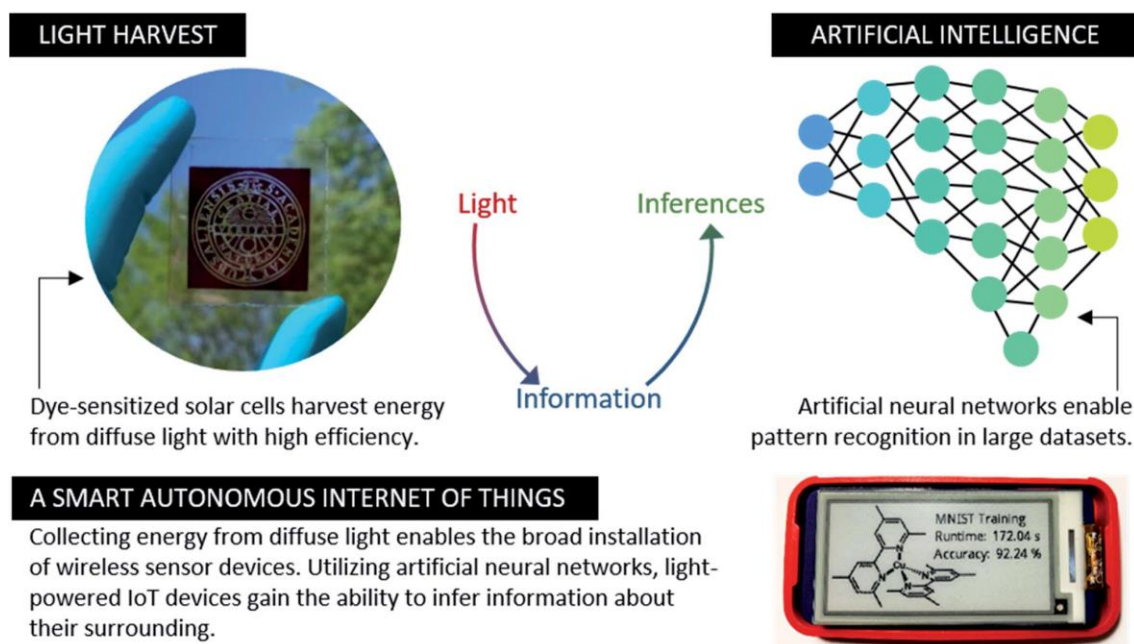 LIGHT HARVEST
ARTIFICIAL INTELLIGENCE
Light
Inferences
Information
Dye-sensitized solar cells harvest energy
from diffuse light with high efficiency.
Artificial neural networks enable
pattern recognition in large datasets.
A SMART AUTONOMOUS INTERNET OF THINGS
Collecting energy from diffuse light enables the broad installation
of wireless sensor devices. Utilizing artificial neural networks, light-
powered IoT devices gain the ability to infer information about
their surrounding.
MNIST Training
Runtime: 172.04 s
Accuracy: 92.24 %
N
N
Cu
N
N